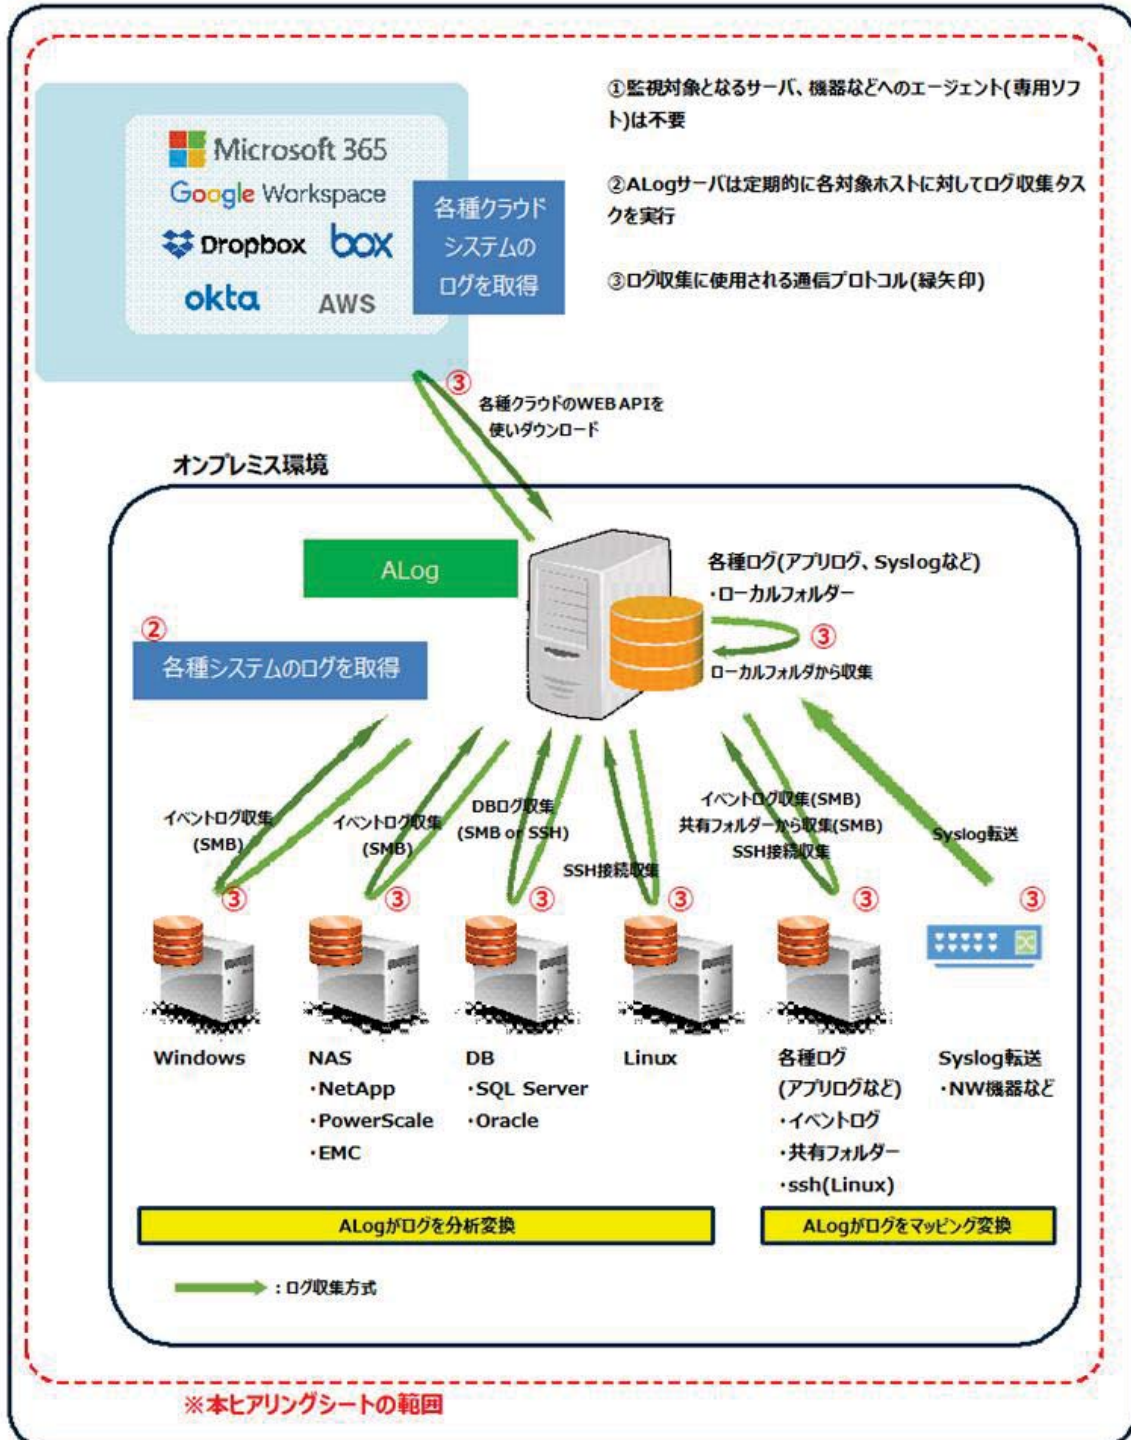 ①監視対象となるサーバ、機器などへのエージェント(専用ソフ
ト)は不要
②ALogサーバは定期的に各対象ホストに対してログ収集タス
クを実行
③ログ収集に使用される通信プロトコル(緑矢印)
Microsoft 365
Google Workspace
Dropbox box
okta AWS
各種クラウド
システムの
ログを取得
③
各種クラウドのWEB APIを
使いダウンロード
オンプレミス環境
ALog
各種ログ(アプリログ、Syslogなど)
・ローカルフォルダー
③
ローカルフォルダから収集
②
各種システムのログを取得
イベントログ収集
(SMB)
イベントログ収集
(SMB)
DBログ収集
(SMB or SSH)
SSH接続収集
イベントログ収集(SMB)
共有フォルダーから収集(SMB)
SSH接続収集
Syslog転送
③ ③ ③ ③ ③ ③
Windows
NAS
・NetApp
・PowerScale
・EMC
DB
・SQL Server
・Oracle
Linux
各種ログ
(アプリログなど)
・イベントログ
・共有フォルダー
・ssh(Linux)
Syslog転送
・NW機器など
ALogがログを分析変換
ALogがログをマッピング変換
：ログ収集方式
※本ヒアリングシートの範囲